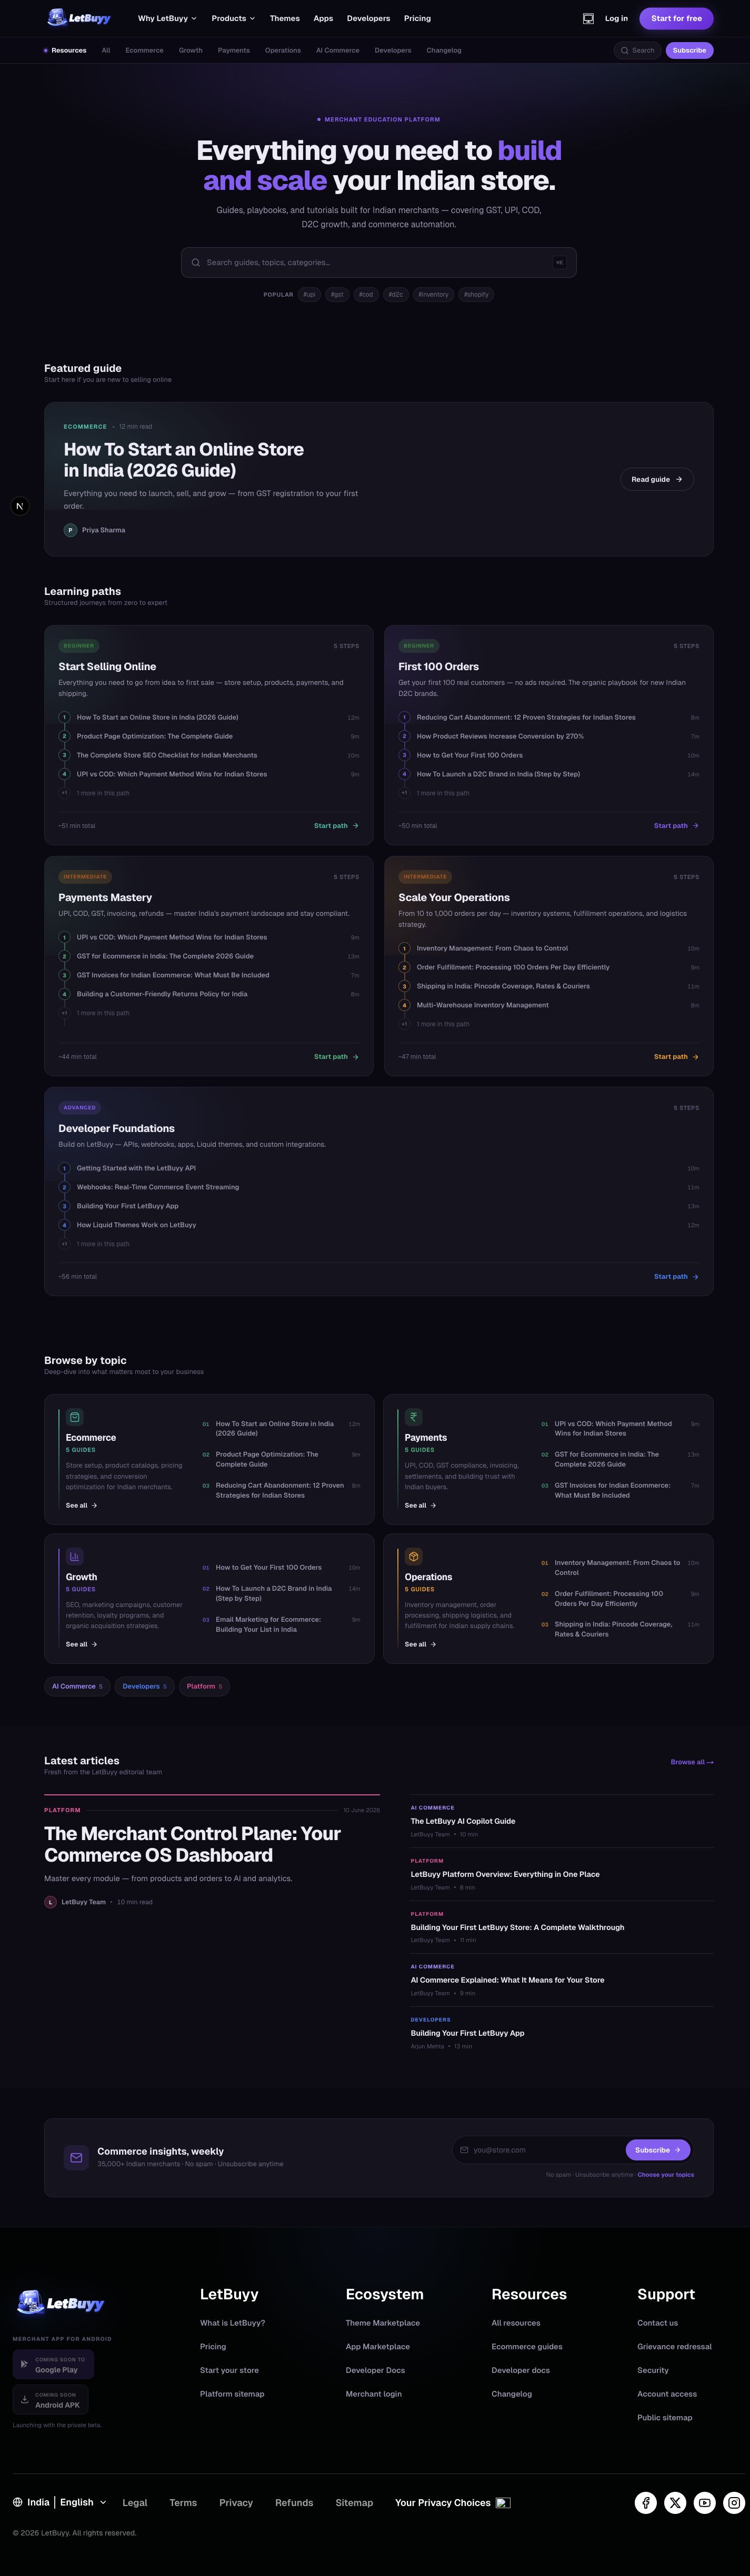 LetBuyy
Why LetBuyy
Products
Themes
Apps
Developers
Pricing
Log in
Start for free
Resources
All
Ecommerce
Growth
Payments
Operations
AI Commerce
Developers
Changelog
Search
Subscribe
MERCHANT EDUCATION PLATFORM
Everything you need to build
and scale your Indian store.
Guides, playbooks, and tutorials built for Indian merchants — covering GST, UPI, COD,
D2C growth, and commerce automation.
Search guides, topics, categories...
⌘K
POPULAR
#upi
#gst
#cod
#d2c
#inventory
#shopify
Featured guide
Start here if you are new to selling online
ECOMMERCE • 12 min read
How To Start an Online Store
in India (2026 Guide)
Everything you need to launch, sell, and grow — from GST registration to your first
order.
P Priya Sharma
Read guide →
N
Learning paths
Structured journeys from zero to expert
BEGINNER
5 STEPS
Start Selling Online
Everything you need to go from idea to first sale — store setup, products, payments, and
shipping.
1 How To Start an Online Store in India (2026 Guide) 12m
2 Product Page Optimization: The Complete Guide 9m
3 The Complete Store SEO Checklist for Indian Merchants 10m
4 UPI vs COD: Which Payment Method Wins for Indian Stores 9m
+1 1 more in this path
~51 min total
Start path →
BEGINNER
5 STEPS
First 100 Orders
Get your first 100 real customers — no ads required. The organic playbook for new Indian
D2C brands.
1 Reducing Cart Abandonment: 12 Proven Strategies for Indian Stores 8m
2 How Product Reviews Increase Conversion by 270% 7m
3 How to Get Your First 100 Orders 10m
4 How To Launch a D2C Brand in India (Step by Step) 14m
+1 1 more in this path
~50 min total
Start path →
INTERMEDIATE
5 STEPS
Payments Mastery
UPI, COD, GST, invoicing, refunds — master India's payment landscape and stay compliant.
1 UPI vs COD: Which Payment Method Wins for Indian Stores 9m
2 GST for Ecommerce in India: The Complete 2026 Guide 13m
3 GST Invoices for Indian Ecommerce: What Must Be Included 7m
4 Building a Customer-Friendly Returns Policy for India 8m
+1 1 more in this path
~44 min total
Start path →
INTERMEDIATE
5 STEPS
Scale Your Operations
From 10 to 1,000 orders per day — inventory systems, fulfillment operations, and logistics
strategy.
1 Inventory Management: From Chaos to Control 10m
2 Order Fulfillment: Processing 100 Orders Per Day Efficiently 9m
3 Shipping in India: Pincode Coverage, Rates & Couriers 11m
4 Multi-Warehouse Inventory Management 8m
+1 1 more in this path
~47 min total
Start path →
ADVANCED
5 STEPS
Developer Foundations
Build on LetBuyy — APIs, webhooks, apps, Liquid themes, and custom integrations.
1 Getting Started with the LetBuyy API 10m
2 Webhooks: Real-Time Commerce Event Streaming 11m
3 Building Your First LetBuyy App 13m
4 How Liquid Themes Work on LetBuyy 12m
+1 1 more in this path
~56 min total
Start path →
Browse by topic
Deep-dive into what matters most to your business
Ecommerce
5 GUIDES
Store setup, product catalogs, pricing
strategies, and conversion
optimization for Indian merchants.
See all →
01 How To Start an Online Store in India 12m
(2026 Guide)
02 Product Page Optimization: The 9m
Complete Guide
03 Reducing Cart Abandonment: 12 Proven 8m
Strategies for Indian Stores
Payments
5 GUIDES
UPI, COD, GST compliance, invoicing,
settlements, and building trust with
Indian buyers.
See all →
01 UPI vs COD: Which Payment Method 9m
Wins for Indian Stores
02 GST for Ecommerce in India: The 13m
Complete 2026 Guide
03 GST Invoices for Indian Ecommerce: 7m
What Must Be Included
Growth
5 GUIDES
SEO, marketing campaigns, customer
retention, loyalty programs, and
organic acquisition strategies.
See all →
01 How to Get Your First 100 Orders 10m
02 How To Launch a D2C Brand in India 14m
(Step by Step)
03 Email Marketing for Ecommerce: 9m
Building Your List in India
Operations
5 GUIDES
Inventory management, order
processing, shipping logistics, and
fulfillment for Indian supply chains.
See all →
01 Inventory Management: From Chaos to 10m
Control
02 Order Fulfillment: Processing 100 9m
Orders Per Day Efficiently
03 Shipping in India: Pincode Coverage, 11m
Rates & Couriers
AI Commerce 5
Developers 5
Platform 5
Latest articles
Fresh from the LetBuyy editorial team
Browse all →
PLATFORM
10 June 2026
The Merchant Control Plane: Your
Commerce OS Dashboard
Master every module — from products and orders to AI and analytics.
L LetBuyy Team • 10 min read
AI COMMERCE
The LetBuyy AI Copilot Guide
LetBuyy Team • 10 min
PLATFORM
LetBuyy Platform Overview: Everything in One Place
LetBuyy Team • 8 min
PLATFORM
Building Your First LetBuyy Store: A Complete Walkthrough
LetBuyy Team • 11 min
AI COMMERCE
AI Commerce Explained: What It Means for Your Store
LetBuyy Team • 9 min
DEVELOPERS
Building Your First LetBuyy App
Arjun Mehta • 13 min
Commerce insights, weekly
35,000+ Indian merchants · No spam · Unsubscribe anytime
you@store.com
Subscribe →
No spam · Unsubscribe anytime · Choose your topics
LetBuyy
MERCHANT APP FOR ANDROID
COMING SOON TO
Google Play
COMING SOON
Android APK
Launching with the private beta.
LetBuyy
What is LetBuyy?
Pricing
Start your store
Platform sitemap
Ecosystem
Theme Marketplace
App Marketplace
Developer Docs
Merchant login
Resources
All resources
Ecommerce guides
Developer docs
Changelog
Support
Contact us
Grievance redressal
Security
Account access
Public sitemap
India | English
Legal
Terms
Privacy
Refunds
Sitemap
Your Privacy Choices
© 2026 LetBuyy. All rights reserved.